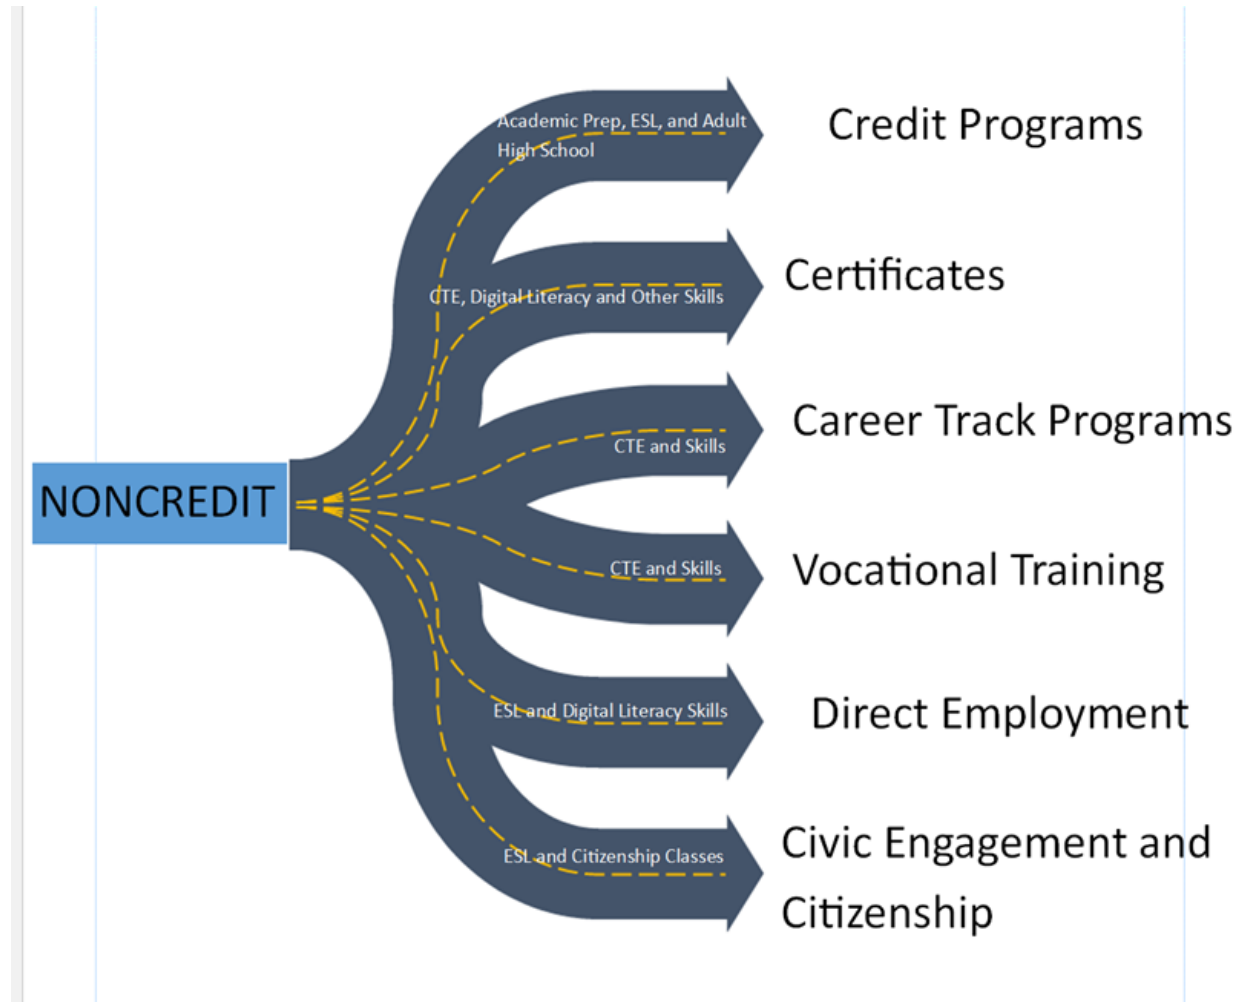 Academic Prep, ESL, and Adult
High School
Credit Programs
CTE, Digital Literacy and Other Skills
Certificates
CTE and Skills
Career Track Programs
NONCREDIT
CTE and Skills
Vocational Training
ESL and Digital Literacy Skills
Direct Employment
ESL and Citizenship Classes
Civic Engagement and
Citizenship